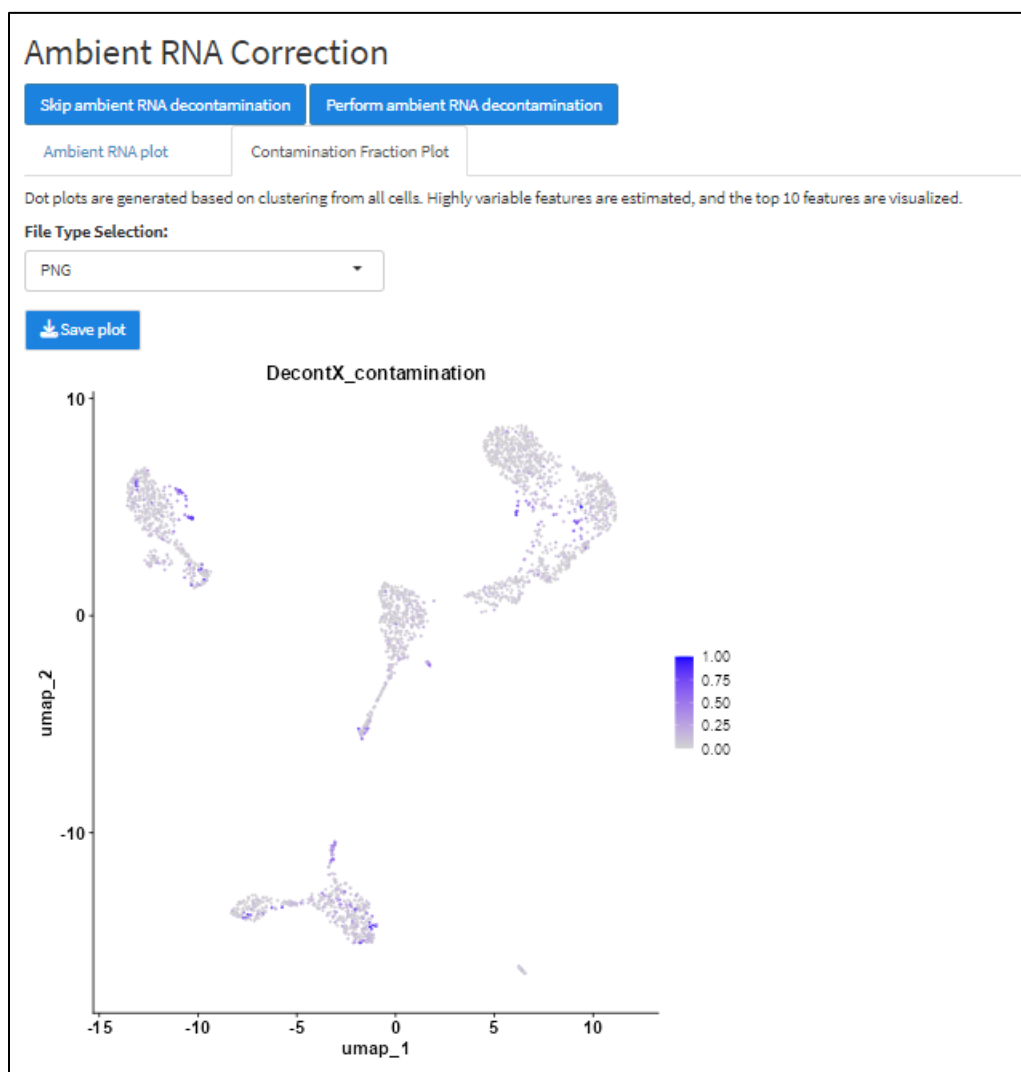 Ambient RNA Correction
Skip ambient RNA decontamination
Perform ambient RNA decontamination
Ambient RNA plot
Contamination Fraction Plot
Dot plots are generated based on clustering from all cells. Highly variable features are estimated, and the top 10 features are visualized.
File Type Selection:
PNG
Save plot
DecontX_contamination
10
0
-10
umap_2
1.00
0.75
0.50
0.25
0.00
-15 -10 -5 0 5 10
umap_1